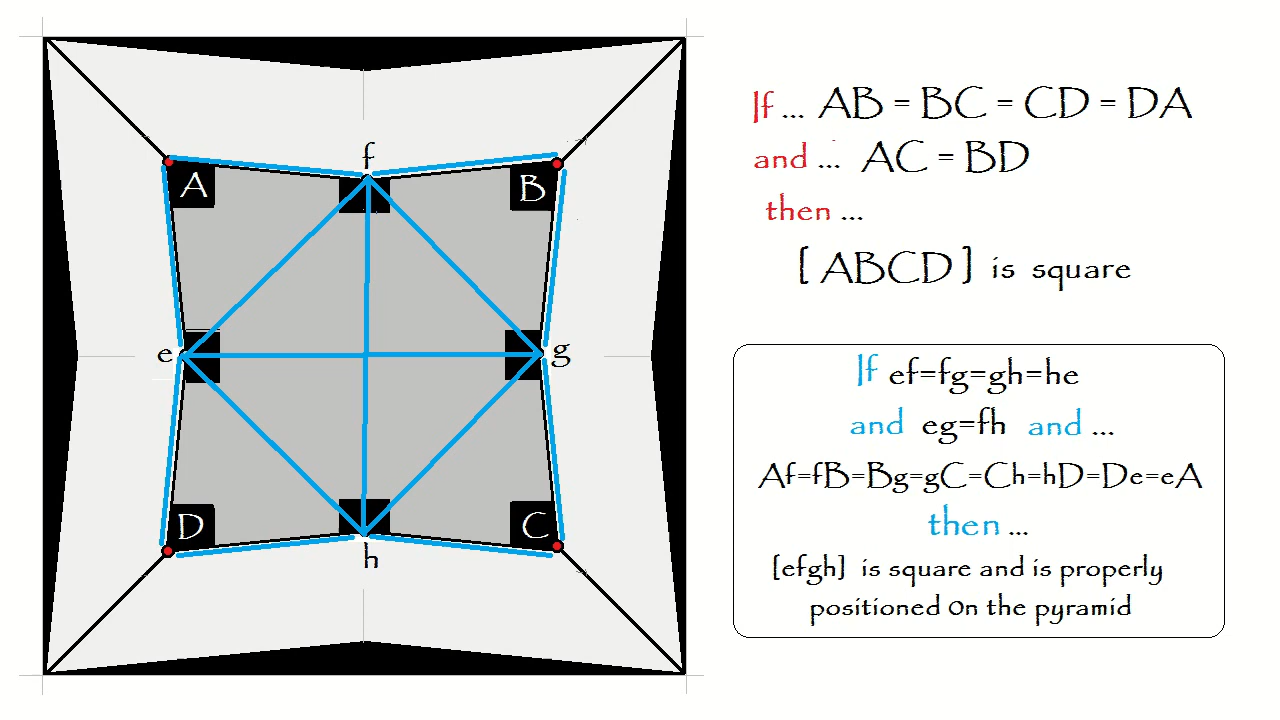 f
A
B
e
g
D
C
h
If ... AB = BC = CD = DA
and ... AC = BD
then ...
[ ABCD ] is square
If ef=fg=gh=he
and eg=fh and ...
Af=fB=Bg=gC=Ch=hD=De=eA
then ...
[efgh] is square and is properly
positioned 0n the pyramid